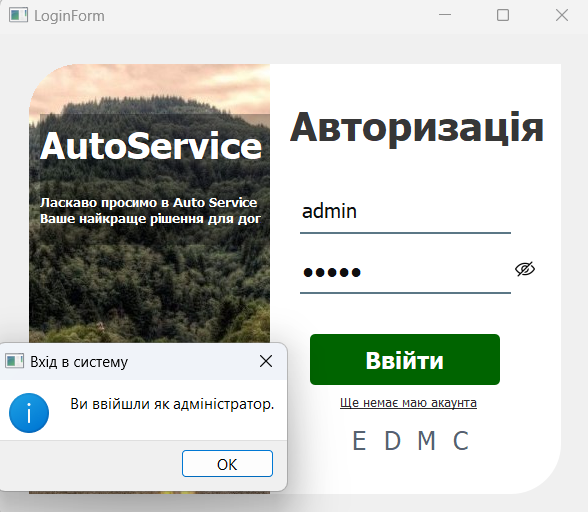 LoginForm
AutoService
Ласкаво просимо в Auto Service
Ваше найкраще рішення для дог
Авторизація
admin
●●●●●
Ввійти
Ще немає маю акаунта
E D M C
Вхід в систему
Ви ввійшли як адміністратор.
OK